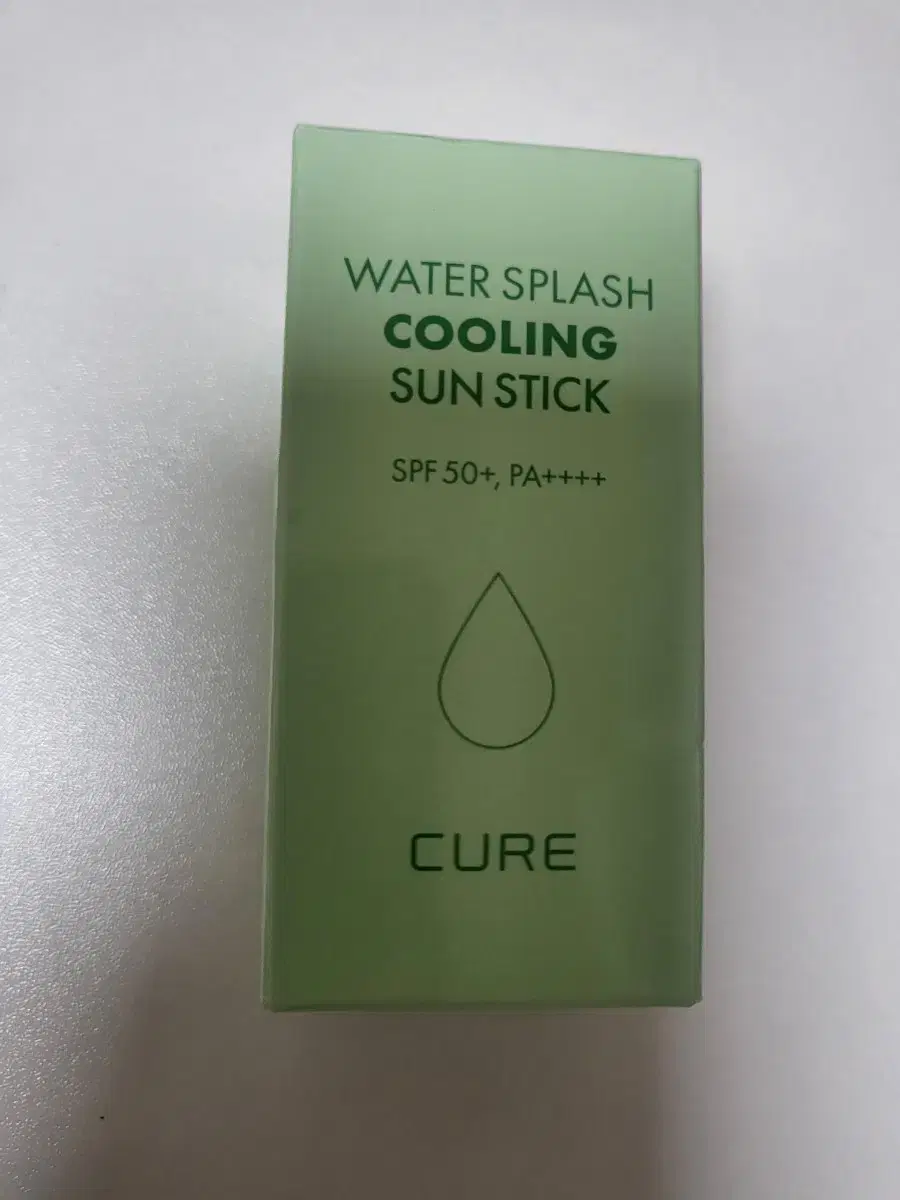 WATER SPLASH
COOLING
SUN STICK
SPF 50+, PA++++
CURE